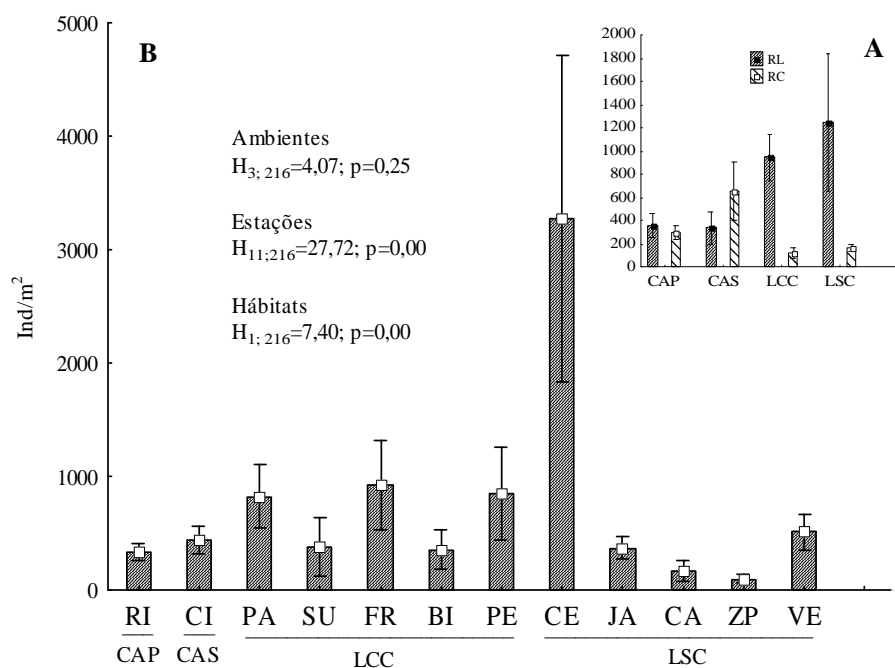 B
Ind/m²
5000
4000
3000
2000
1000
0
Ambientes
H3; 216=4,07; p=0,25
Estações
H11;216=27,72; p=0,00
Hábitats
H1; 216=7,40; p=0,00
A
RL
RC
2000
1800
1600
1400
1200
1000
800
600
400
200
0
CAP CAS LCC LSC
RI CI PA SU FR BI PE CE JA CA ZP VE
CAP CAS LCC LSC